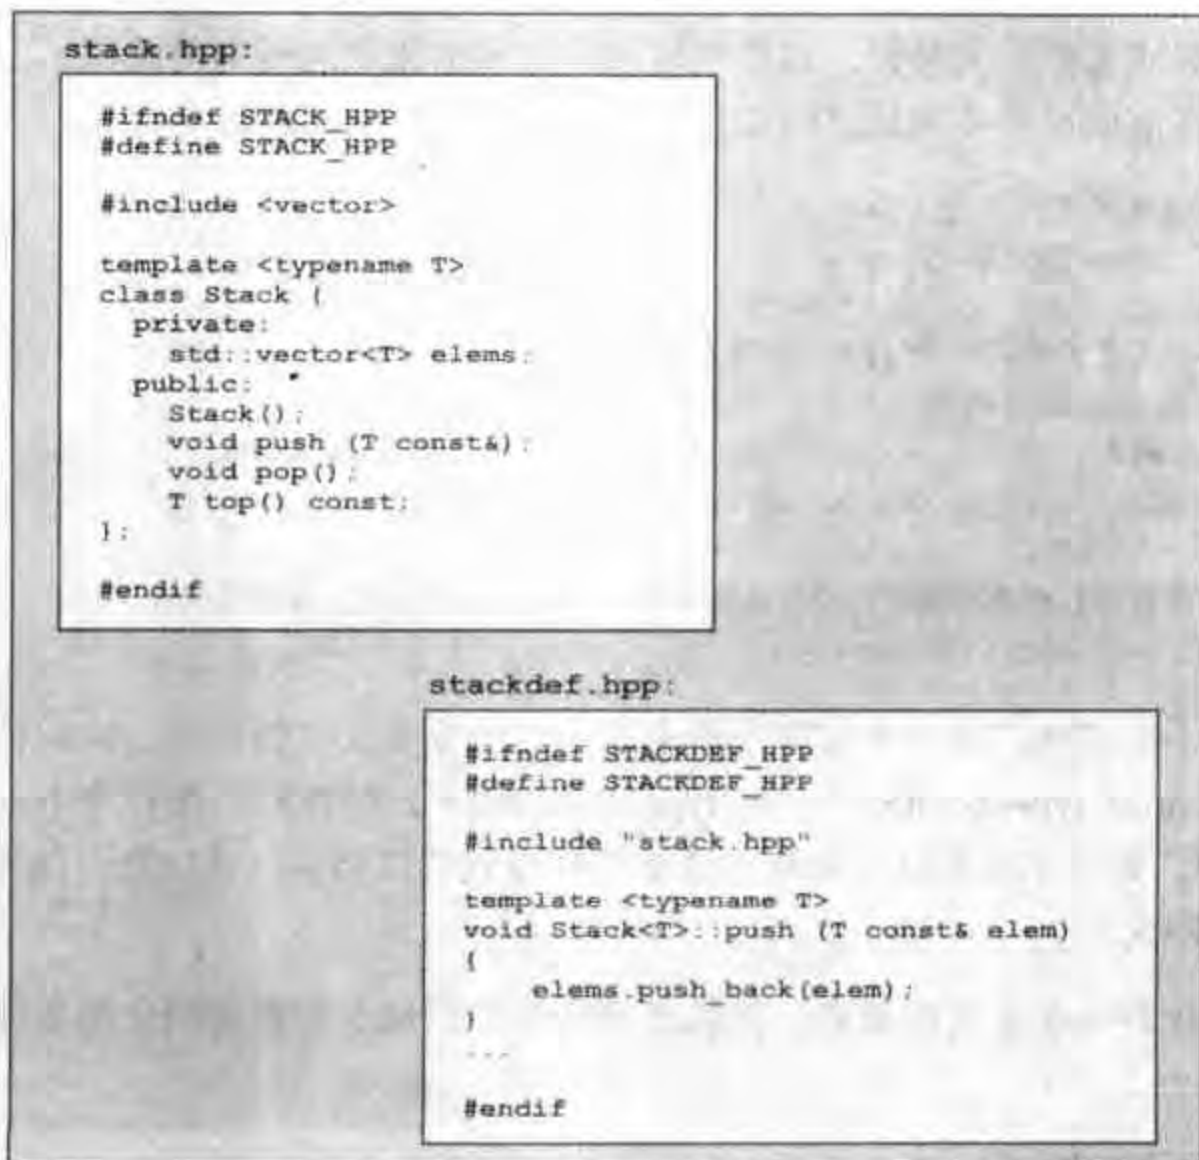 stack.hpp:
#ifndef STACK_HPP
#define STACK_HPP
#include <vector>
template <typename T>
class Stack {
private:
std::vector<T> elems;
public:
Stack();
void push (T const&);
void pop();
T top() const;
};
#endif
stackdef.hpp:
#ifndef STACKDEF_HPP
#define STACKDEF_HPP
#include "stack.hpp"
template <typename T>
void Stack<T>::push (T const& elem)
{
elems.push_back(elem);
}
...
#endif